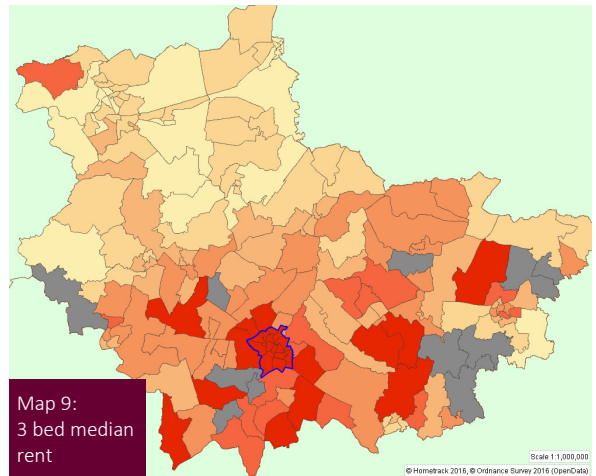 Map 9:
3 bed median
rent
Scale 1:1,000,000
© Hometrack 2016, © Ordnance Survey 2016 (OpenData)